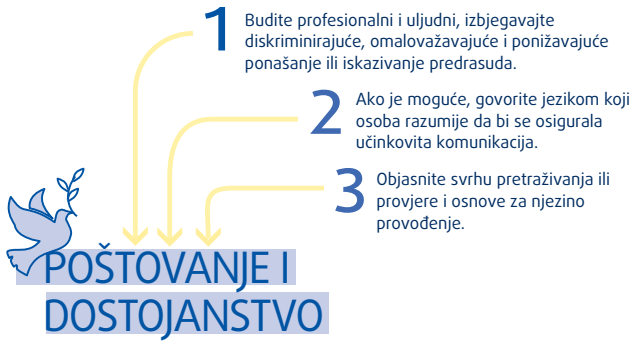 1 Budite profesionalni i uljudni, izbjegavajte
diskriminirajuće, omalovažavajuće i ponižavajuće
ponašanje ili iskazivanje predrasuda.
2 Ako je moguće, govorite jezikom koji
osoba razumije da bi se osigurala
učinkovita komunikacija.
3 Objasnite svrhu pretraživanja ili
provjere i osnove za njezino
provođenje.
POŠTOVANJE I
DOSTOJANSTVO